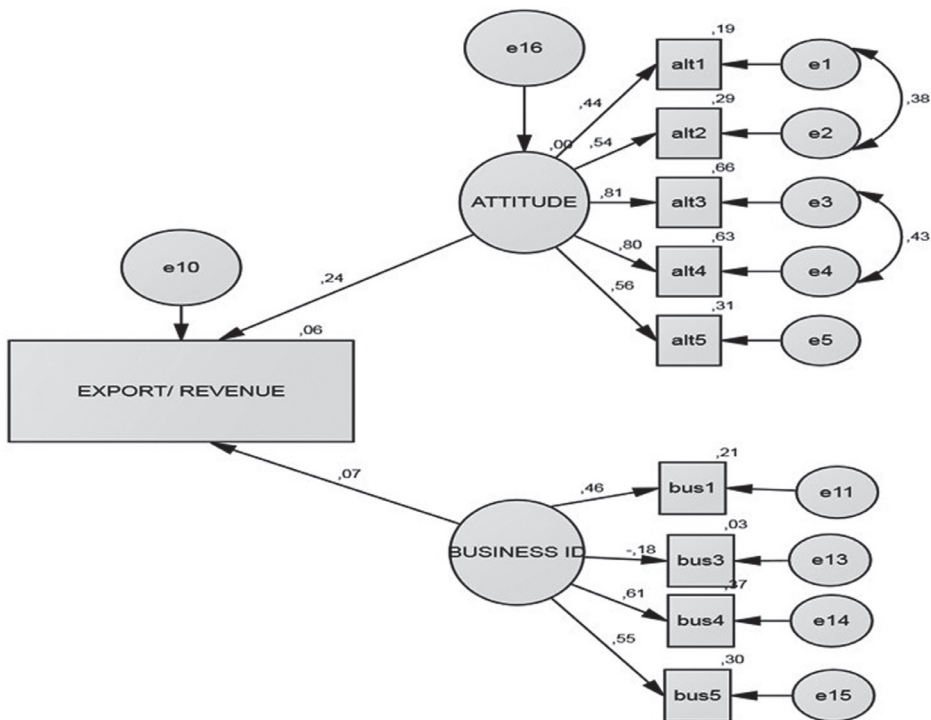 ,19
e16
alt1
e1
,44
,38
,29
,00
,54
alt2
e2
,66
ATTITUDE
,81
alt3
e3
,63
,43
,80
alt4
e4
e10
,24
,56
,31
,06
alt5
e5
EXPORT/ REVENUE
,21
,07
,46
bus1
e11
,03
BUSINESS ID
-,18
bus3
e13
,37
,61
bus4
e14
,55
,30
bus5
e15